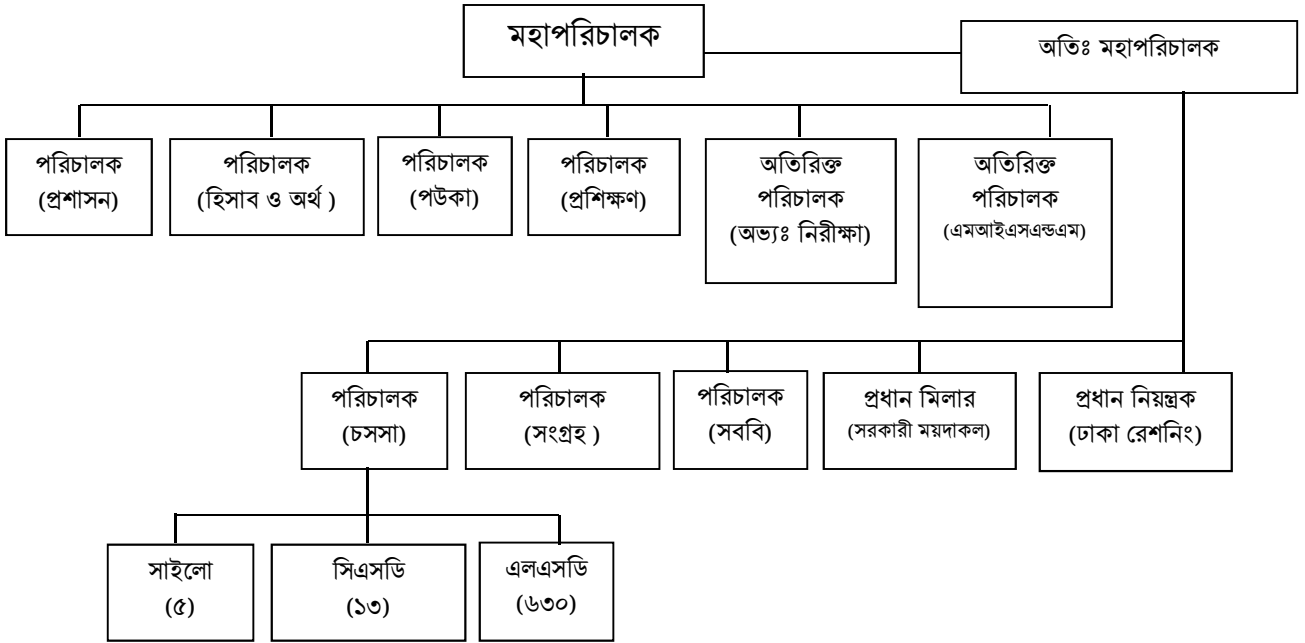 মহাপরিচালক
অতিঃ মহাপরিচালক
পরিচালক
(প্রশাসন)
পরিচালক
(হিসাব ও অর্থ )
পরিচালক
(পউকা)
পরিচালক
(প্রশিক্ষণ)
অতিরিক্ত
পরিচালক
(অভ্যঃ নিরীক্ষা)
অতিরিক্ত
পরিচালক
(এমআইএসএন্ডএম)
পরিচালক
(চসসা)
পরিচালক
(সংগ্রহ )
পরিচালক
(সববি)
প্রধান মিলার
(সরকারী ময়দাকল)
প্রধান নিয়ন্ত্রক
(ঢাকা রেশনিং)
সাইলো
(৫)
সিএসডি
(১৩)
এলএসডি
(৬৩০)